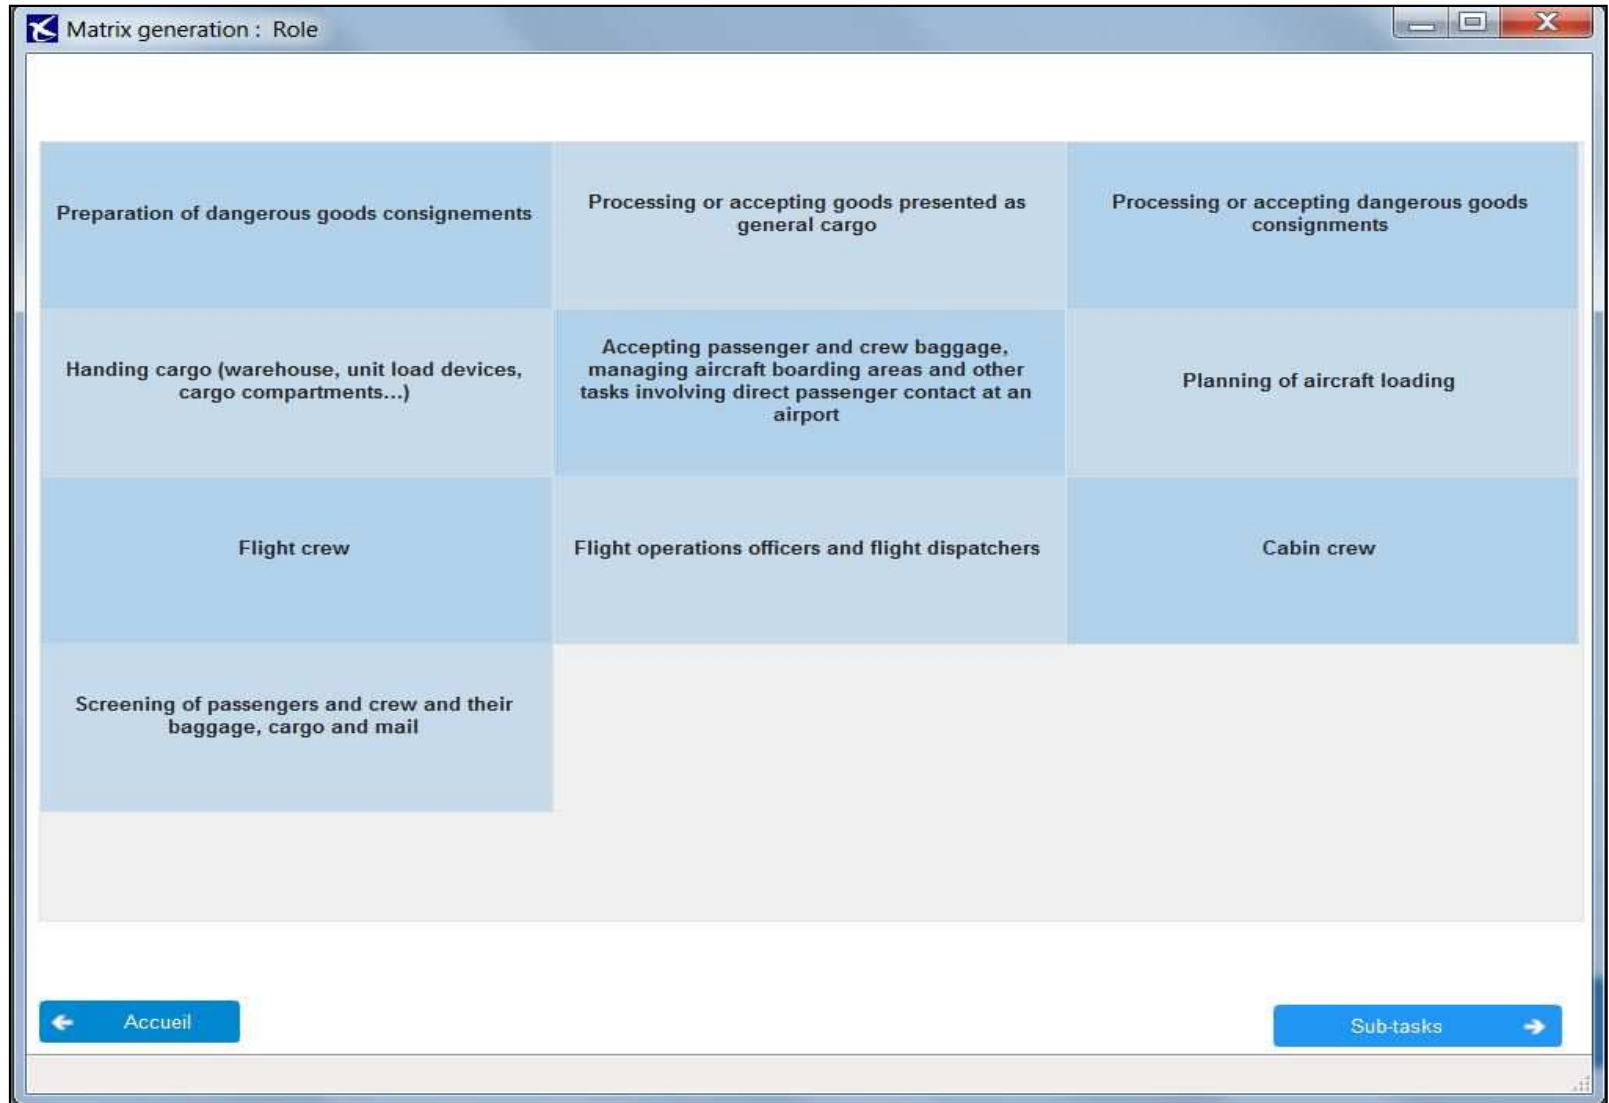 Matrix generation : Role
Preparation of dangerous goods consignements
Processing or accepting goods presented as
general cargo
Processing or accepting dangerous goods
consignments
Handing cargo (warehouse, unit load devices,
cargo compartments...)
Accepting passenger and crew baggage,
managing aircraft boarding areas and other
tasks involving direct passenger contact at an
airport
Planning of aircraft loading
Flight crew
Flight operations officers and flight dispatchers
Cabin crew
Screening of passengers and crew and their
baggage, cargo and mail
Accueil
Sub-tasks